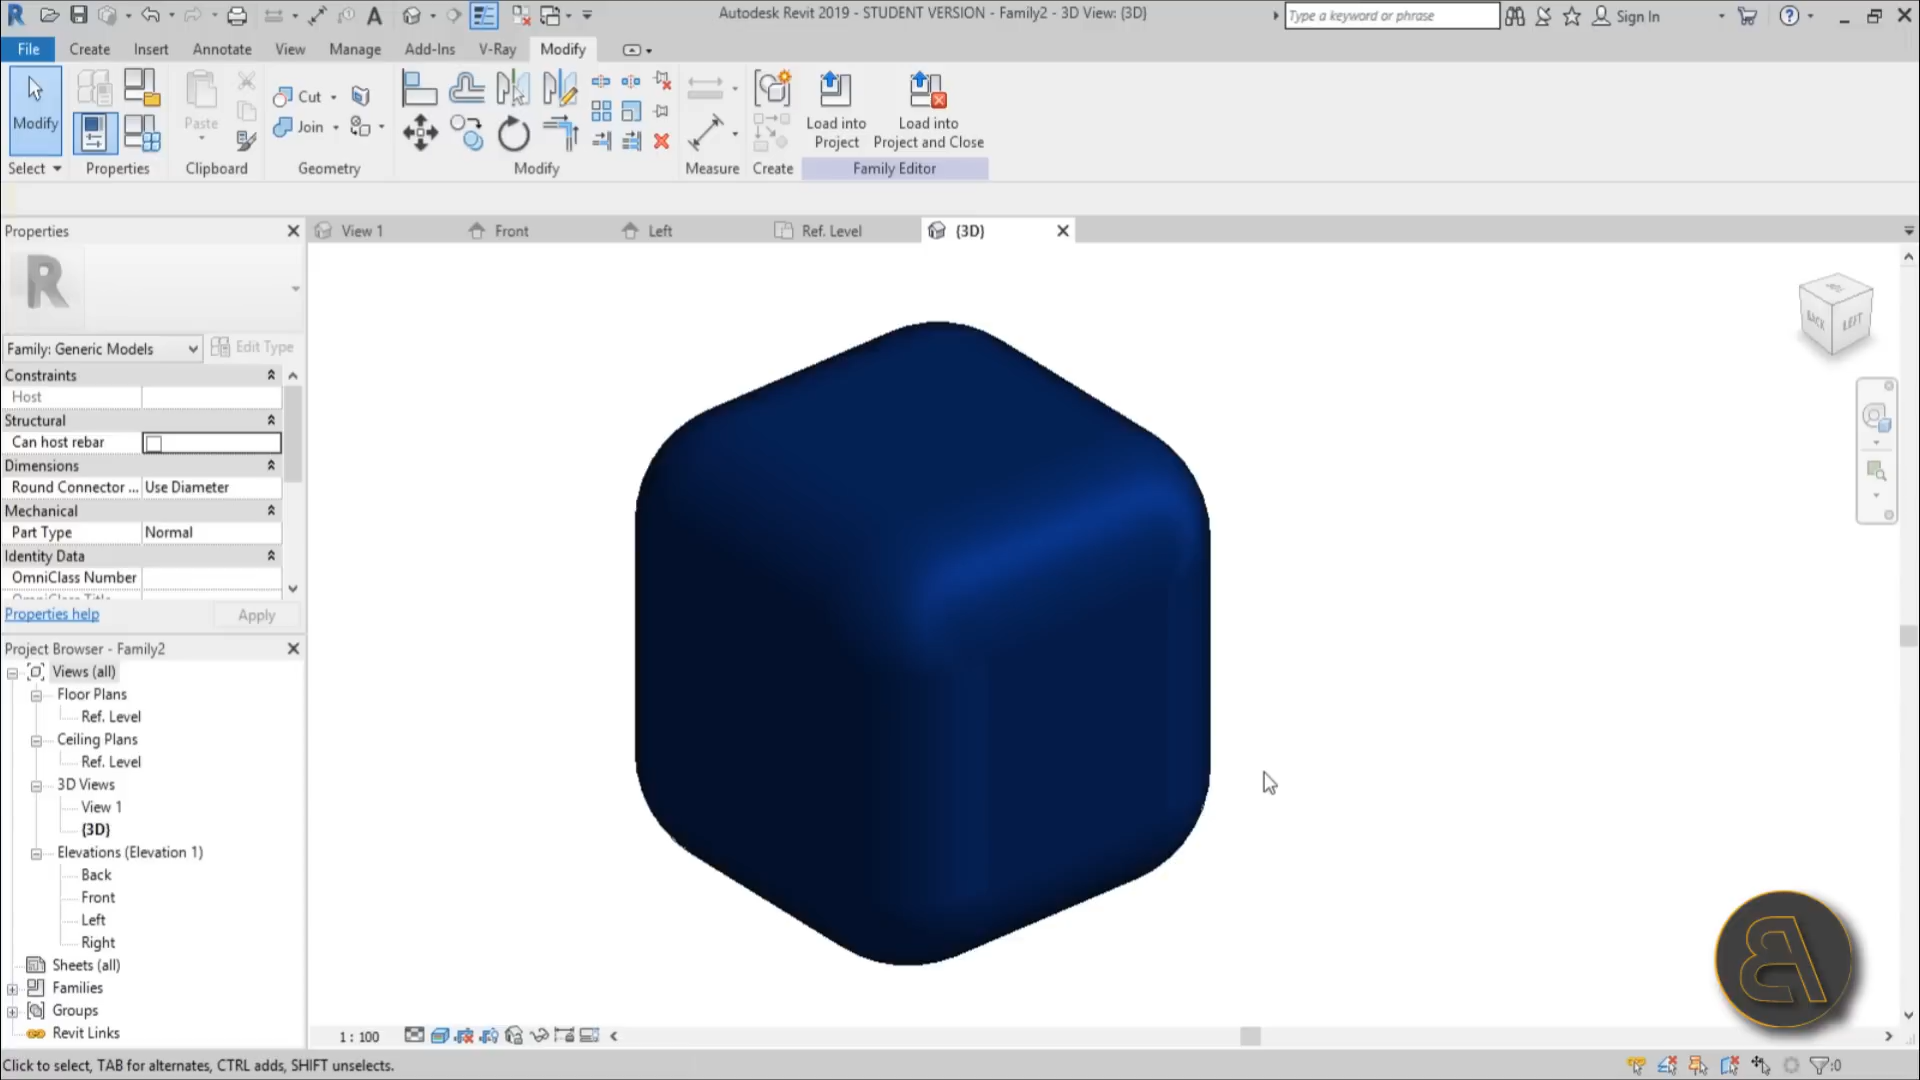 Autodesk Revit 2019 - STUDENT VERSION - Family2 - 3D View: {3D}
Type a keyword or phrase
Sign In
File Create Insert Annotate View Manage Add-Ins V-Ray Modify
Modify
Paste
Cut
Join
Load into Project
Load into Project and Close
Select Properties Clipboard Geometry Modify Measure Create Family Editor
Properties
View 1 Front Left Ref. Level {3D}
Family: Generic Models Edit Type
Constraints
Host
Structural
Can host rebar
Dimensions
Round Connector ... Use Diameter
Mechanical
Part Type Normal
Identity Data
OmniClass Number
OmniClass Title
Properties help Apply
BACK LEFT
Project Browser - Family2
Views (all)
Floor Plans
Ref. Level
Ceiling Plans
Ref. Level
3D Views
View 1
{3D}
Elevations (Elevation 1)
Back
Front
Left
Right
Sheets (all)
Families
Groups
Revit Links
1 : 100
Click to select, TAB for alternates, CTRL adds, SHIFT unselects.
:0